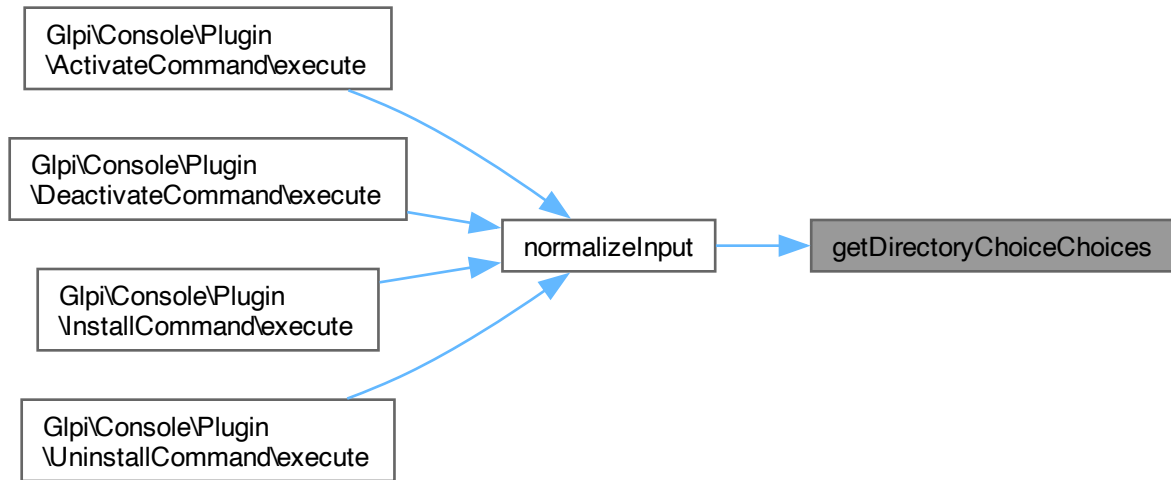 Glpi\Console\Plugin
\ActivateCommand\execute
Glpi\Console\Plugin
\DeactivateCommand\execute
Glpi\Console\Plugin
\InstallCommand\execute
Glpi\Console\Plugin
\UninstallCommand\execute
normalizeInput
getDirectoryChoiceChoices